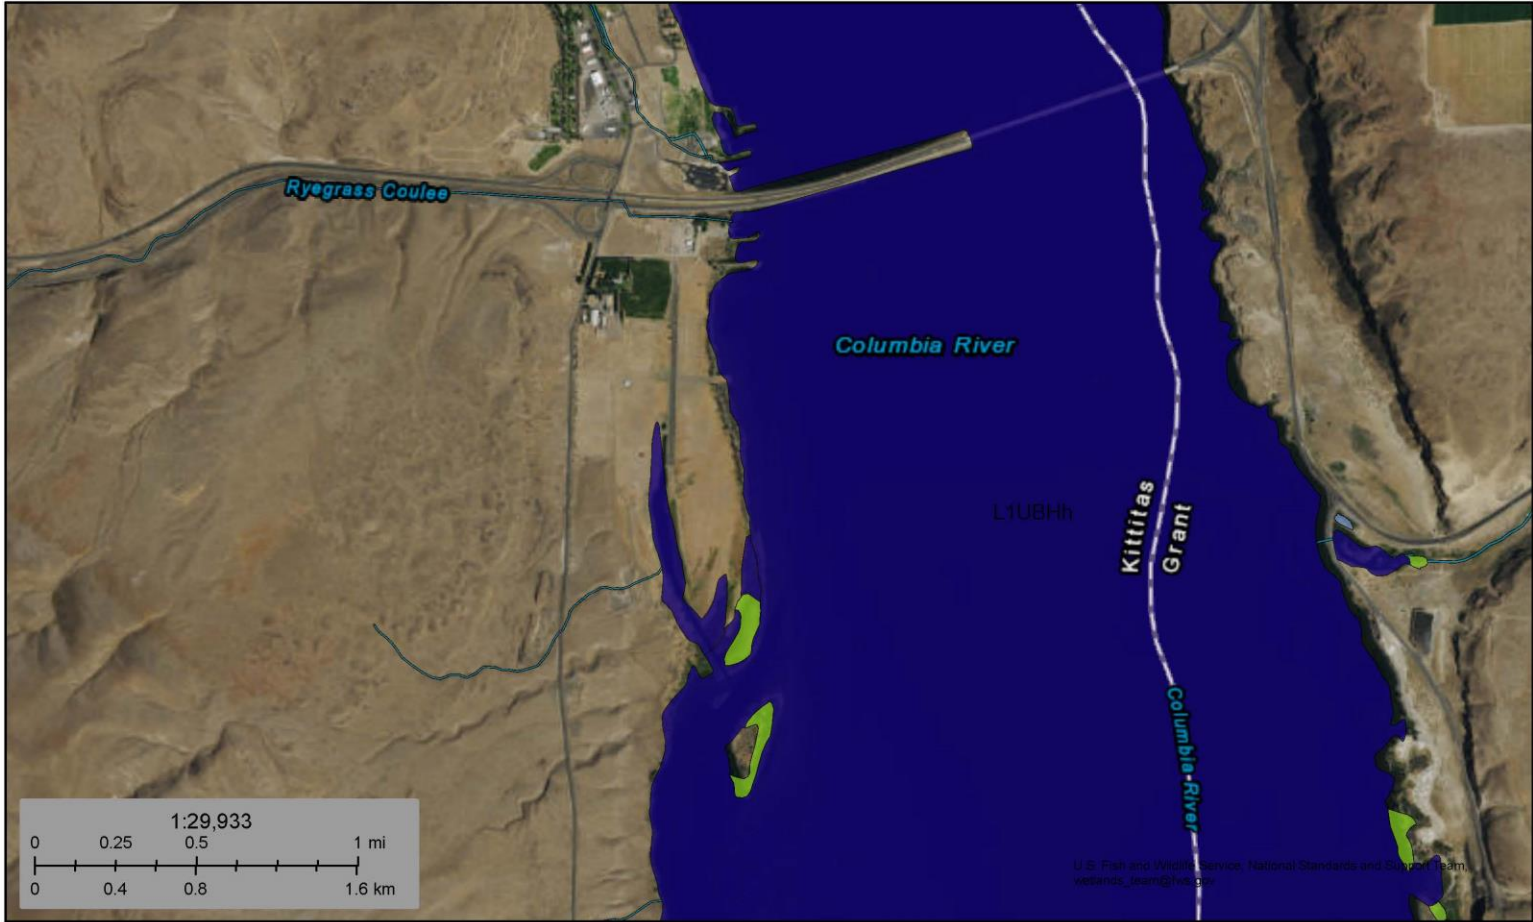 Ryegrass Coulee
Columbia River
L1UBHh
Kittitas
Grant
Columbia River
1:29,933
0 0.25 0.5 1 mi
0 0.4 0.8 1.6 km
U.S. Fish and Wildlife Service, National Standards and Support Team,
wetlands_team@fws.gov